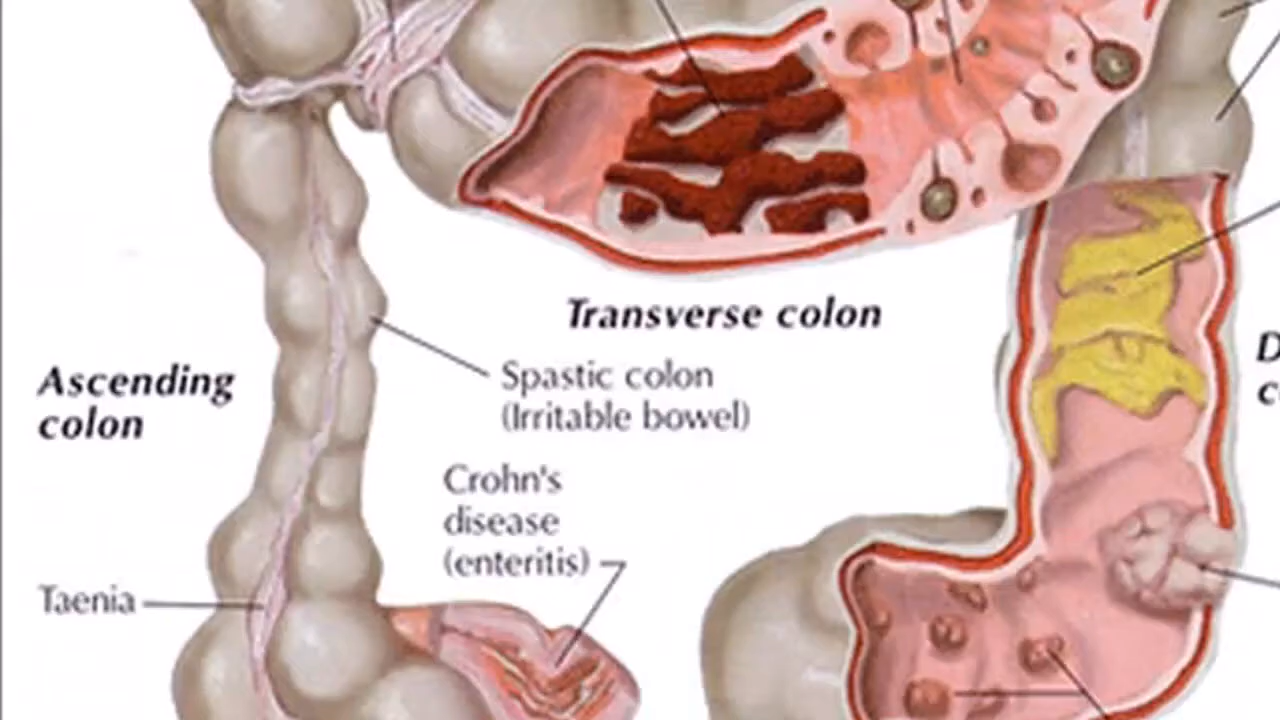 Transverse colon
Spastic colon
(Irritable bowel)
Ascending
colon
Crohn's
disease
(enteritis)
Taenia